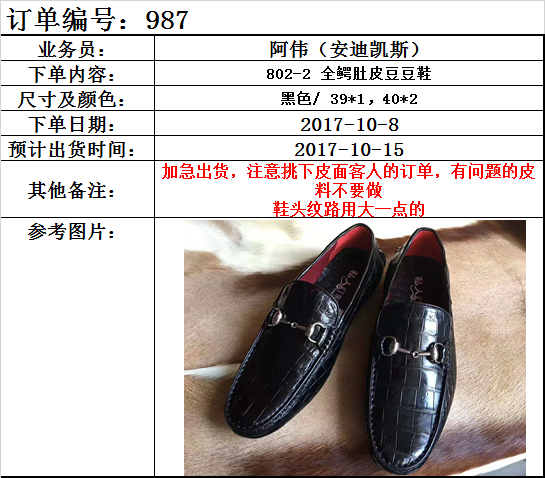 订单编号：987
业务员： 阿伟（安迪凯斯）
下单内容： 802-2 全鳄肚皮豆豆鞋
尺寸及颜色： 黑色/ 39*1，40*2
下单日期： 2017-10-8
预计出货时间： 2017-10-15
其他备注： 加急出货，注意挑下皮面客人的订单，有问题的皮
料不要做
鞋头纹路用大一点的
参考图片：